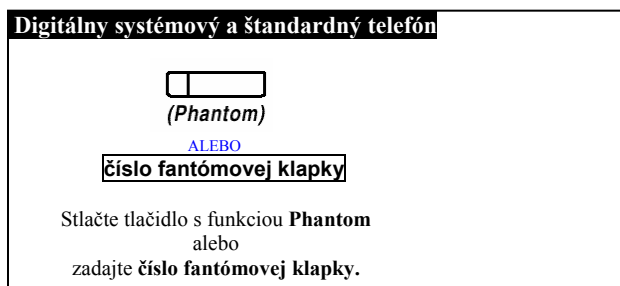 Digitálny systémový a štandardný telefón
(Phantom)
ALEBO
číslo fantómovej klapky
Stlačte tlačidlo s funkciou Phantom
alebo
zadajte číslo fantómovej klapky.